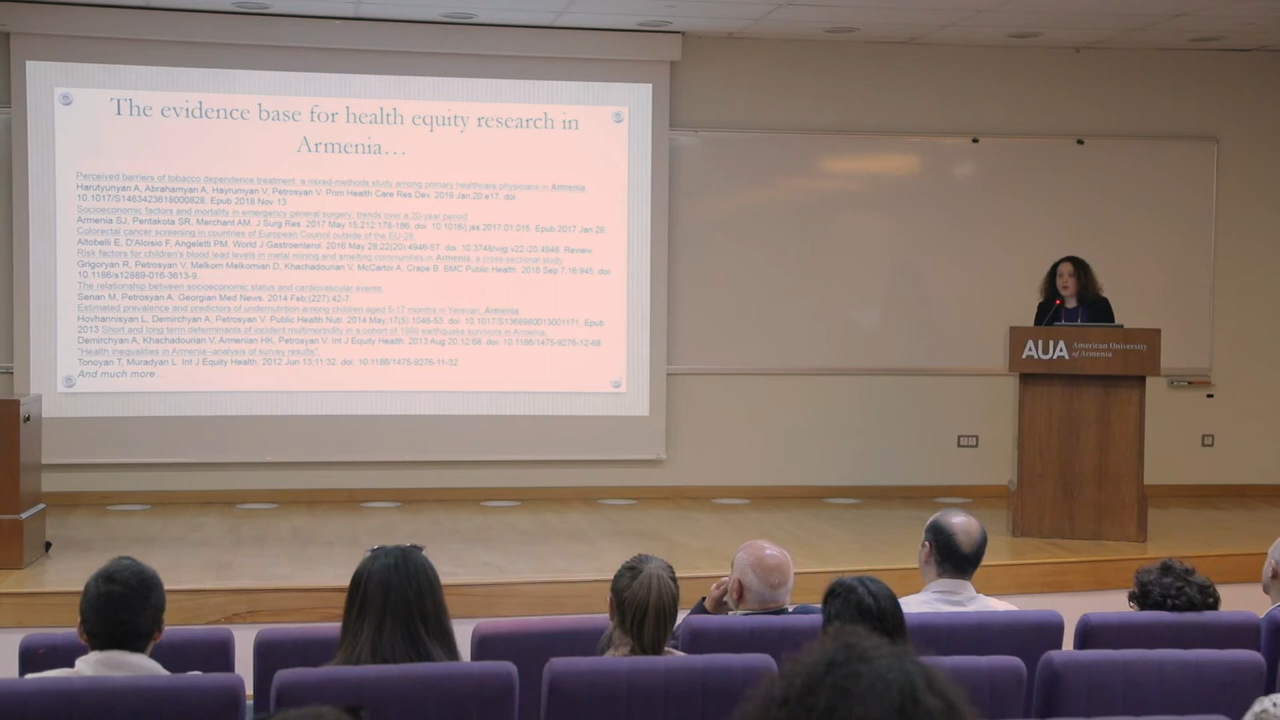 The evidence base for health equity research in
Armenia…
Perceived barriers of tobacco dependence treatment: a mixed-methods study among primary healthcare physicians in Armenia
Harutyunyan A, Abrahamyan A, Hayrumyan V, Petrosyan V. Prim Health Care Res Dev. 2019 Jan;20:e17. doi:
10.1017/S1463423618000828. Epub 2018 Nov 13
Socioeconomic factors and mortality in emergency general surgery: trends over a 20-year period.
Armenia SJ, Pentakota SR, Merchant AM. J Surg Res. 2017 May 15;212:178-186. doi: 10.1016/j.jss.2017.01.015. Epub 2017 Jan 28.
Colorectal cancer screening in countries of European Council outside of the EU-28.
Altobelli E, D'Aloisio F, Angeletti PM. World J Gastroenterol. 2016 May 28;22(20):4946-57. doi: 10.3748/wjg.v22.i20.4946. Review.
Risk factors for children's blood lead levels in metal mining and smelting communities in Armenia: a cross-sectional study.
Grigoryan R, Petrosyan V, Melkom Melkomian D, Khachadourian V, McCartor A, Crape B. BMC Public Health. 2016 Sep 7;16:945. doi:
10.1186/s12889-016-3613-9.
The relationship between socioeconomic status and cardiovascular events.
Senan M, Petrosyan A. Georgian Med News. 2014 Feb;(227):42-7.
Estimated prevalence and predictors of undernutrition among children aged 5-17 months in Yerevan, Armenia.
Hovhannisyan L, Demirchyan A, Petrosyan V. Public Health Nutr. 2014 May;17(5):1046-53. doi: 10.1017/S1368980013001171. Epub
2013 Short and long term determinants of incident multimorbidity in a cohort of 1988 earthquake survivors in Armenia.
Demirchyan A, Khachadourian V, Armenian HK, Petrosyan V. Int J Equity Health. 2013 Aug 20;12:68. doi: 10.1186/1475-9276-12-68
"Health inequalities in Armenia--analysis of survey results".
Tonoyan T, Muradyan L. Int J Equity Health. 2012 Jun 13;11:32. doi: 10.1186/1475-9276-11-32
And much more…
AUA American University
of Armenia